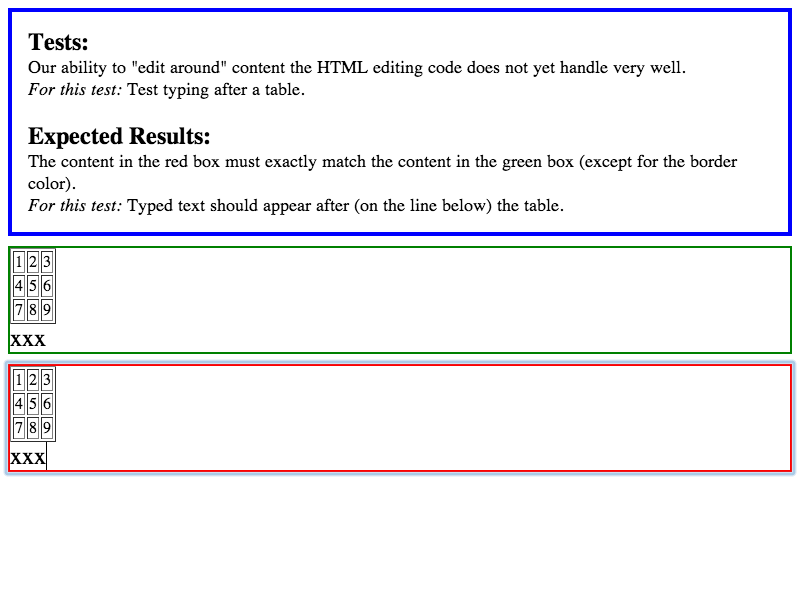 Tests:
Our ability to "edit around" content the HTML editing code does not yet handle very well.
For this test: Test typing after a table.
Expected Results:
The content in the red box must exactly match the content in the green box (except for the border
color).
For this test: Typed text should appear after (on the line below) the table.
1 2 3
4 5 6
7 8 9
xxx
1 2 3
4 5 6
7 8 9
xxx